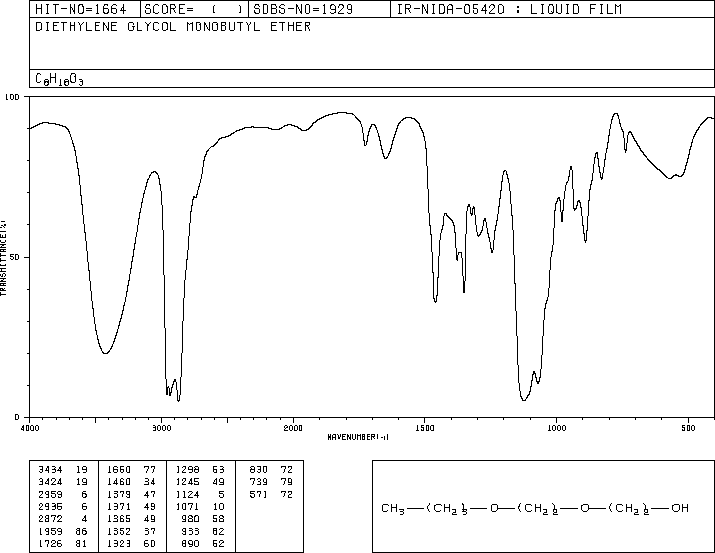 HIT-NO=1664 SCORE= ( ) SDBS-NO=1929 IR-NIDA-05420 : LIQUID FILM
DIETHYLENE GLYCOL MONOBUTYL ETHER
C8H18O3
100
50
0
TRANSMITTANCE(%)
4000 3000 2000 1500 1000 500
WAVENUMBER(-1)
3434 19 1660 77 1298 53 830 72
3424 19 1460 34 1245 49 739 79
2959 6 1379 47 1124 5 571 72
2935 6 1371 49 1071 10
2872 4 1365 49 980 58
1959 86 1352 37 933 62
1726 81 1323 60 890 52
CH3—(CH2)3—O—(CH2)2—O—(CH2)2—OH